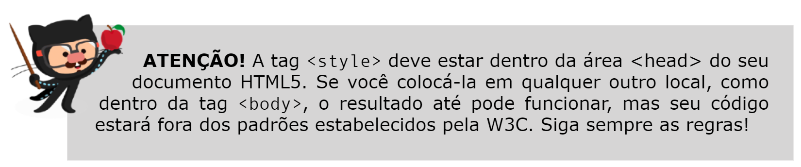 ATENÇÃO! A tag <style> deve estar dentro da área <head> do seu
documento HTML5. Se você colocá-la em qualquer outro local, como
dentro da tag <body>, o resultado até pode funcionar, mas seu código
estará fora dos padrões estabelecidos pela W3C. Siga sempre as regras!